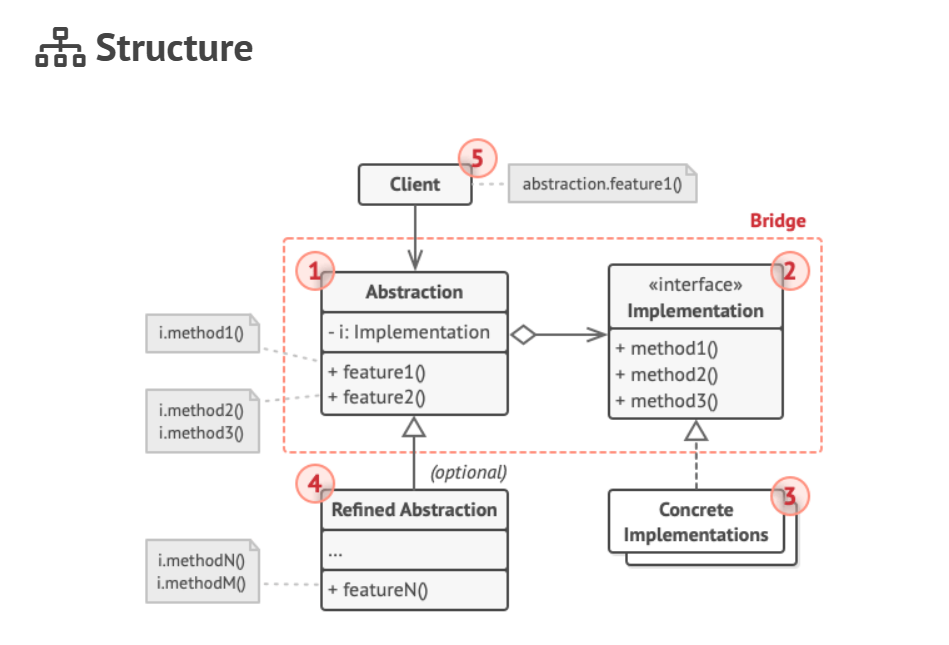 Structure
5
Client
abstraction.feature1()
Bridge
1
Abstraction
- i: Implementation
+ feature1()
+ feature2()
2
«interface»
Implementation
+ method1()
+ method2()
+ method3()
i.method1()
i.method2()
i.method3()
(optional)
4
Refined Abstraction
...
+ featureN()
3
Concrete
Implementations
i.methodN()
i.methodM()